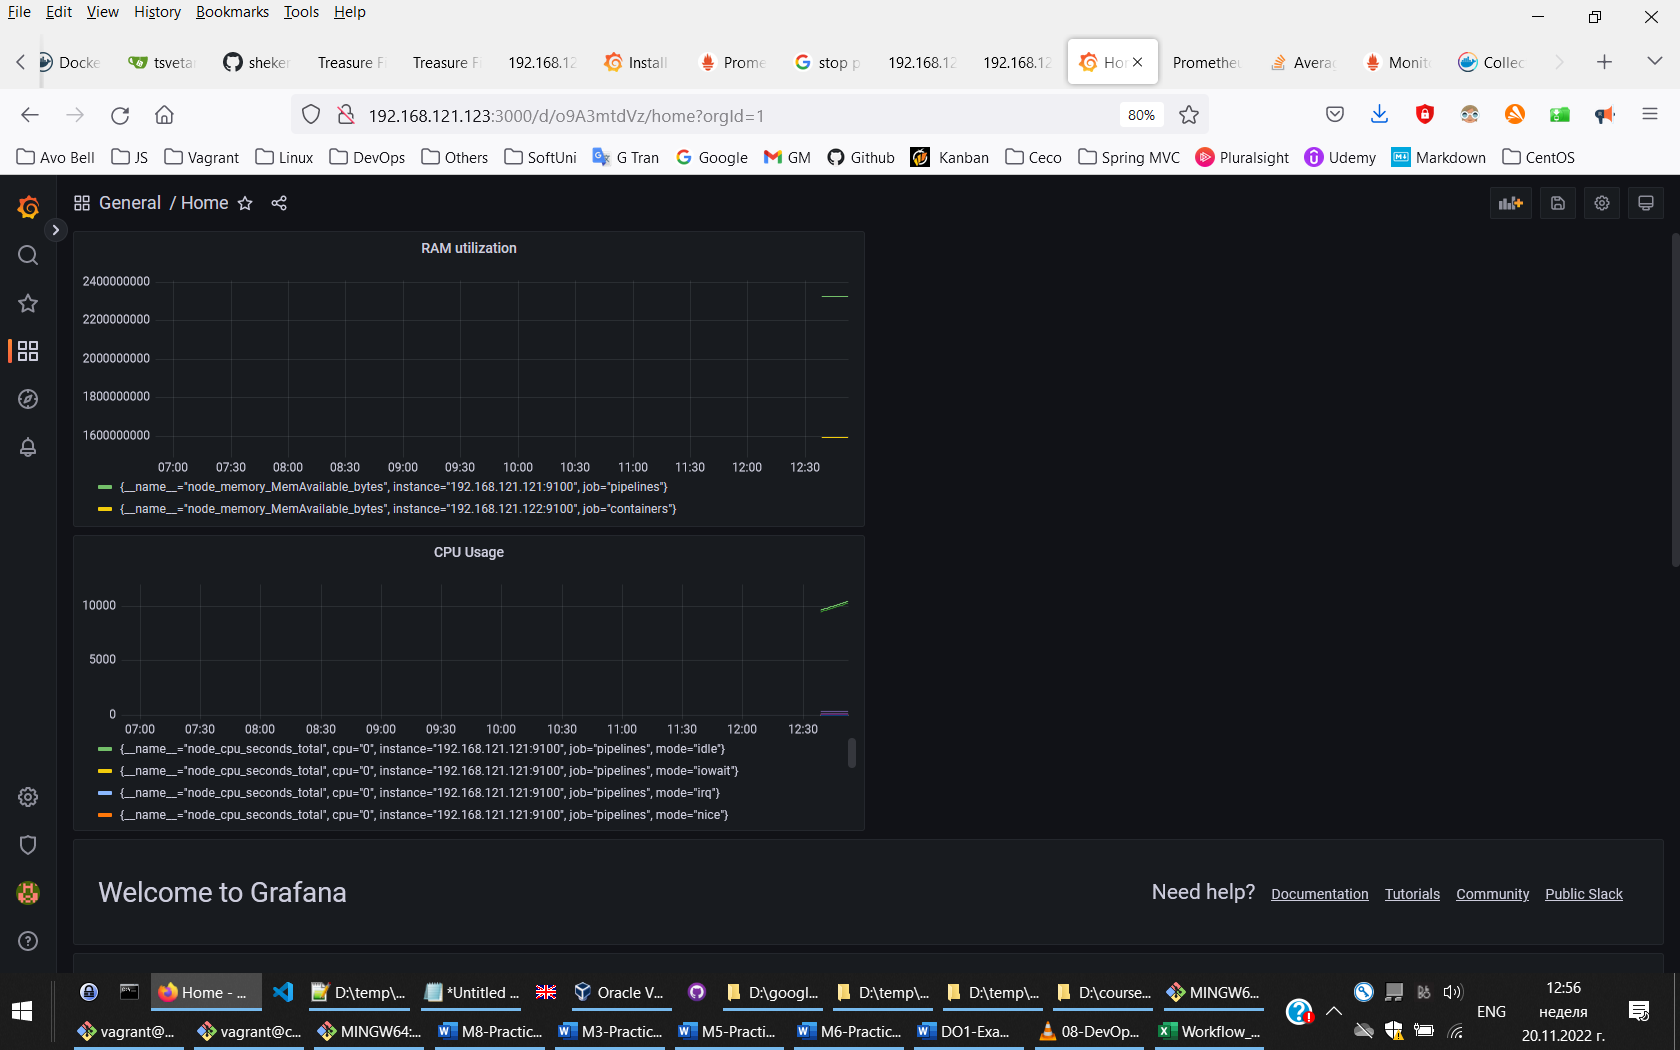 File Edit View History Bookmarks Tools Help
Docke tsvetar sheker Treasure Fi Treasure Fi 192.168.12 Install Prome stop p 192.168.12 192.168.12 Ho Prometheu Averag Monito Collec
192.168.121.123:3000/d/o9A3mtdVz/home?orgId=1 80%
Avo Bell JS Vagrant Linux DevOps Others SoftUni G Tran Google GM Github Kanban Ceco Spring MVC Pluralsight Udemy Markdown CentOS
General / Home
RAM utilization
2400000000
2200000000
2000000000
1800000000
1600000000
07:00 07:30 08:00 08:30 09:00 09:30 10:00 10:30 11:00 11:30 12:00 12:30
{__name__="node_memory_MemAvailable_bytes", instance="192.168.121.121:9100", job="pipelines"}
{__name__="node_memory_MemAvailable_bytes", instance="192.168.121.122:9100", job="containers"}
CPU Usage
10000
5000
0
07:00 07:30 08:00 08:30 09:00 09:30 10:00 10:30 11:00 11:30 12:00 12:30
{__name__="node_cpu_seconds_total", cpu="0", instance="192.168.121.121:9100", job="pipelines", mode="idle"}
{__name__="node_cpu_seconds_total", cpu="0", instance="192.168.121.121:9100", job="pipelines", mode="iowait"}
{__name__="node_cpu_seconds_total", cpu="0", instance="192.168.121.121:9100", job="pipelines", mode="irq"}
{__name__="node_cpu_seconds_total", cpu="0", instance="192.168.121.121:9100", job="pipelines", mode="nice"}
Welcome to Grafana
Need help? Documentation Tutorials Community Public Slack
Home - ... D:\temp\... *Untitled ... Oracle V... D:\googl... D:\temp\... D:\temp\... D:\course... MINGW6...
vagrant@... vagrant@c... MINGW64:... M8-Practic... M3-Practic... M5-Practi... M6-Practic... DO1-Exa... 08-DevOp... Workflow_...
ENG
12:56
неделя
20.11.2022 г.